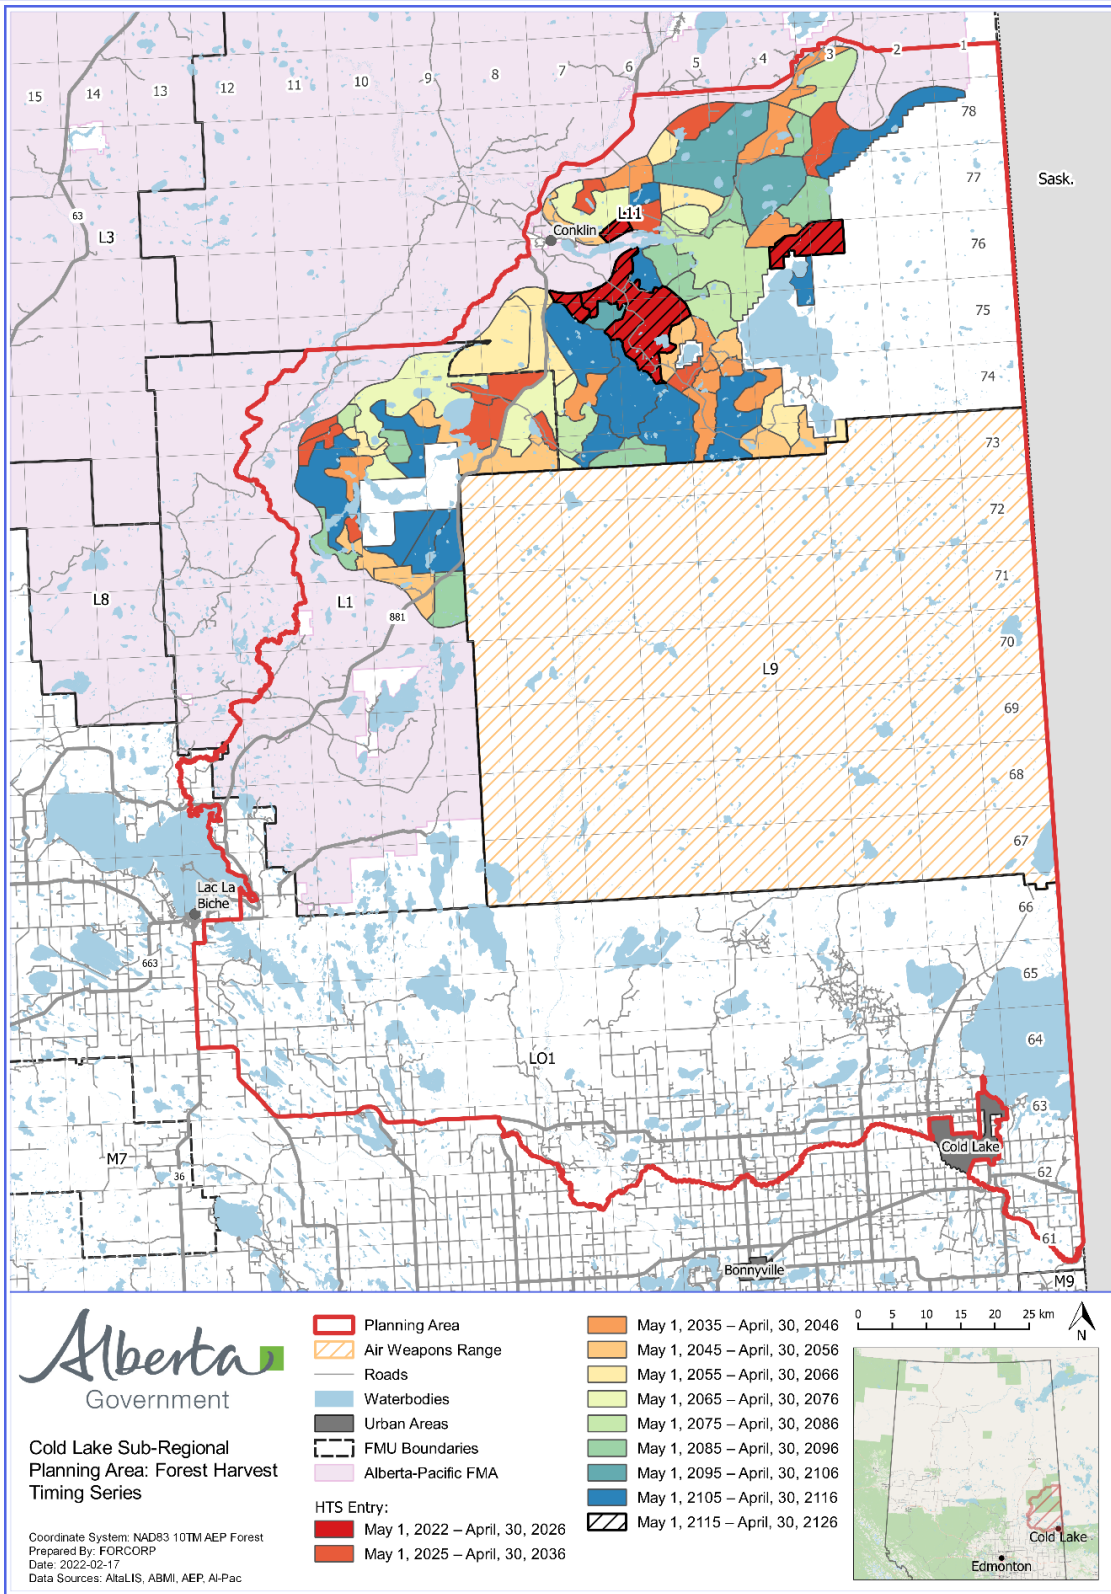 15
14
13
12
11
10
9
8
7
6
5
4
3
2
1
78
77
Sask.
63
L3
L11
Conklin
76
75
74
73
72
71
L8
L1
881
70
L9
69
68
67
Lac La
Biche
66
663
65
LO1
64
63
Cold Lake
M7
36
62
61
Bonnyville
M9
Alberta
Government
Cold Lake Sub-Regional
Planning Area: Forest Harvest
Timing Series
Coordinate System: NAD83 10TM AEP Forest
Prepared By: FORCORP
Date: 2022-02-17
Data Sources: AltaLIS, ABMI, AEP, Al-Pac
Planning Area
Air Weapons Range
Roads
Waterbodies
Urban Areas
FMU Boundaries
Alberta-Pacific FMA
HTS Entry:
May 1, 2022 – April, 30, 2026
May 1, 2025 – April, 30, 2036
May 1, 2035 – April, 30, 2046
May 1, 2045 – April, 30, 2056
May 1, 2055 – April, 30, 2066
May 1, 2065 – April, 30, 2076
May 1, 2075 – April, 30, 2086
May 1, 2085 – April, 30, 2096
May 1, 2095 – April, 30, 2106
May 1, 2105 – April, 30, 2116
May 1, 2115 – April, 30, 2126
0 5 10 15 20 25 km
N
Cold Lake
Edmonton